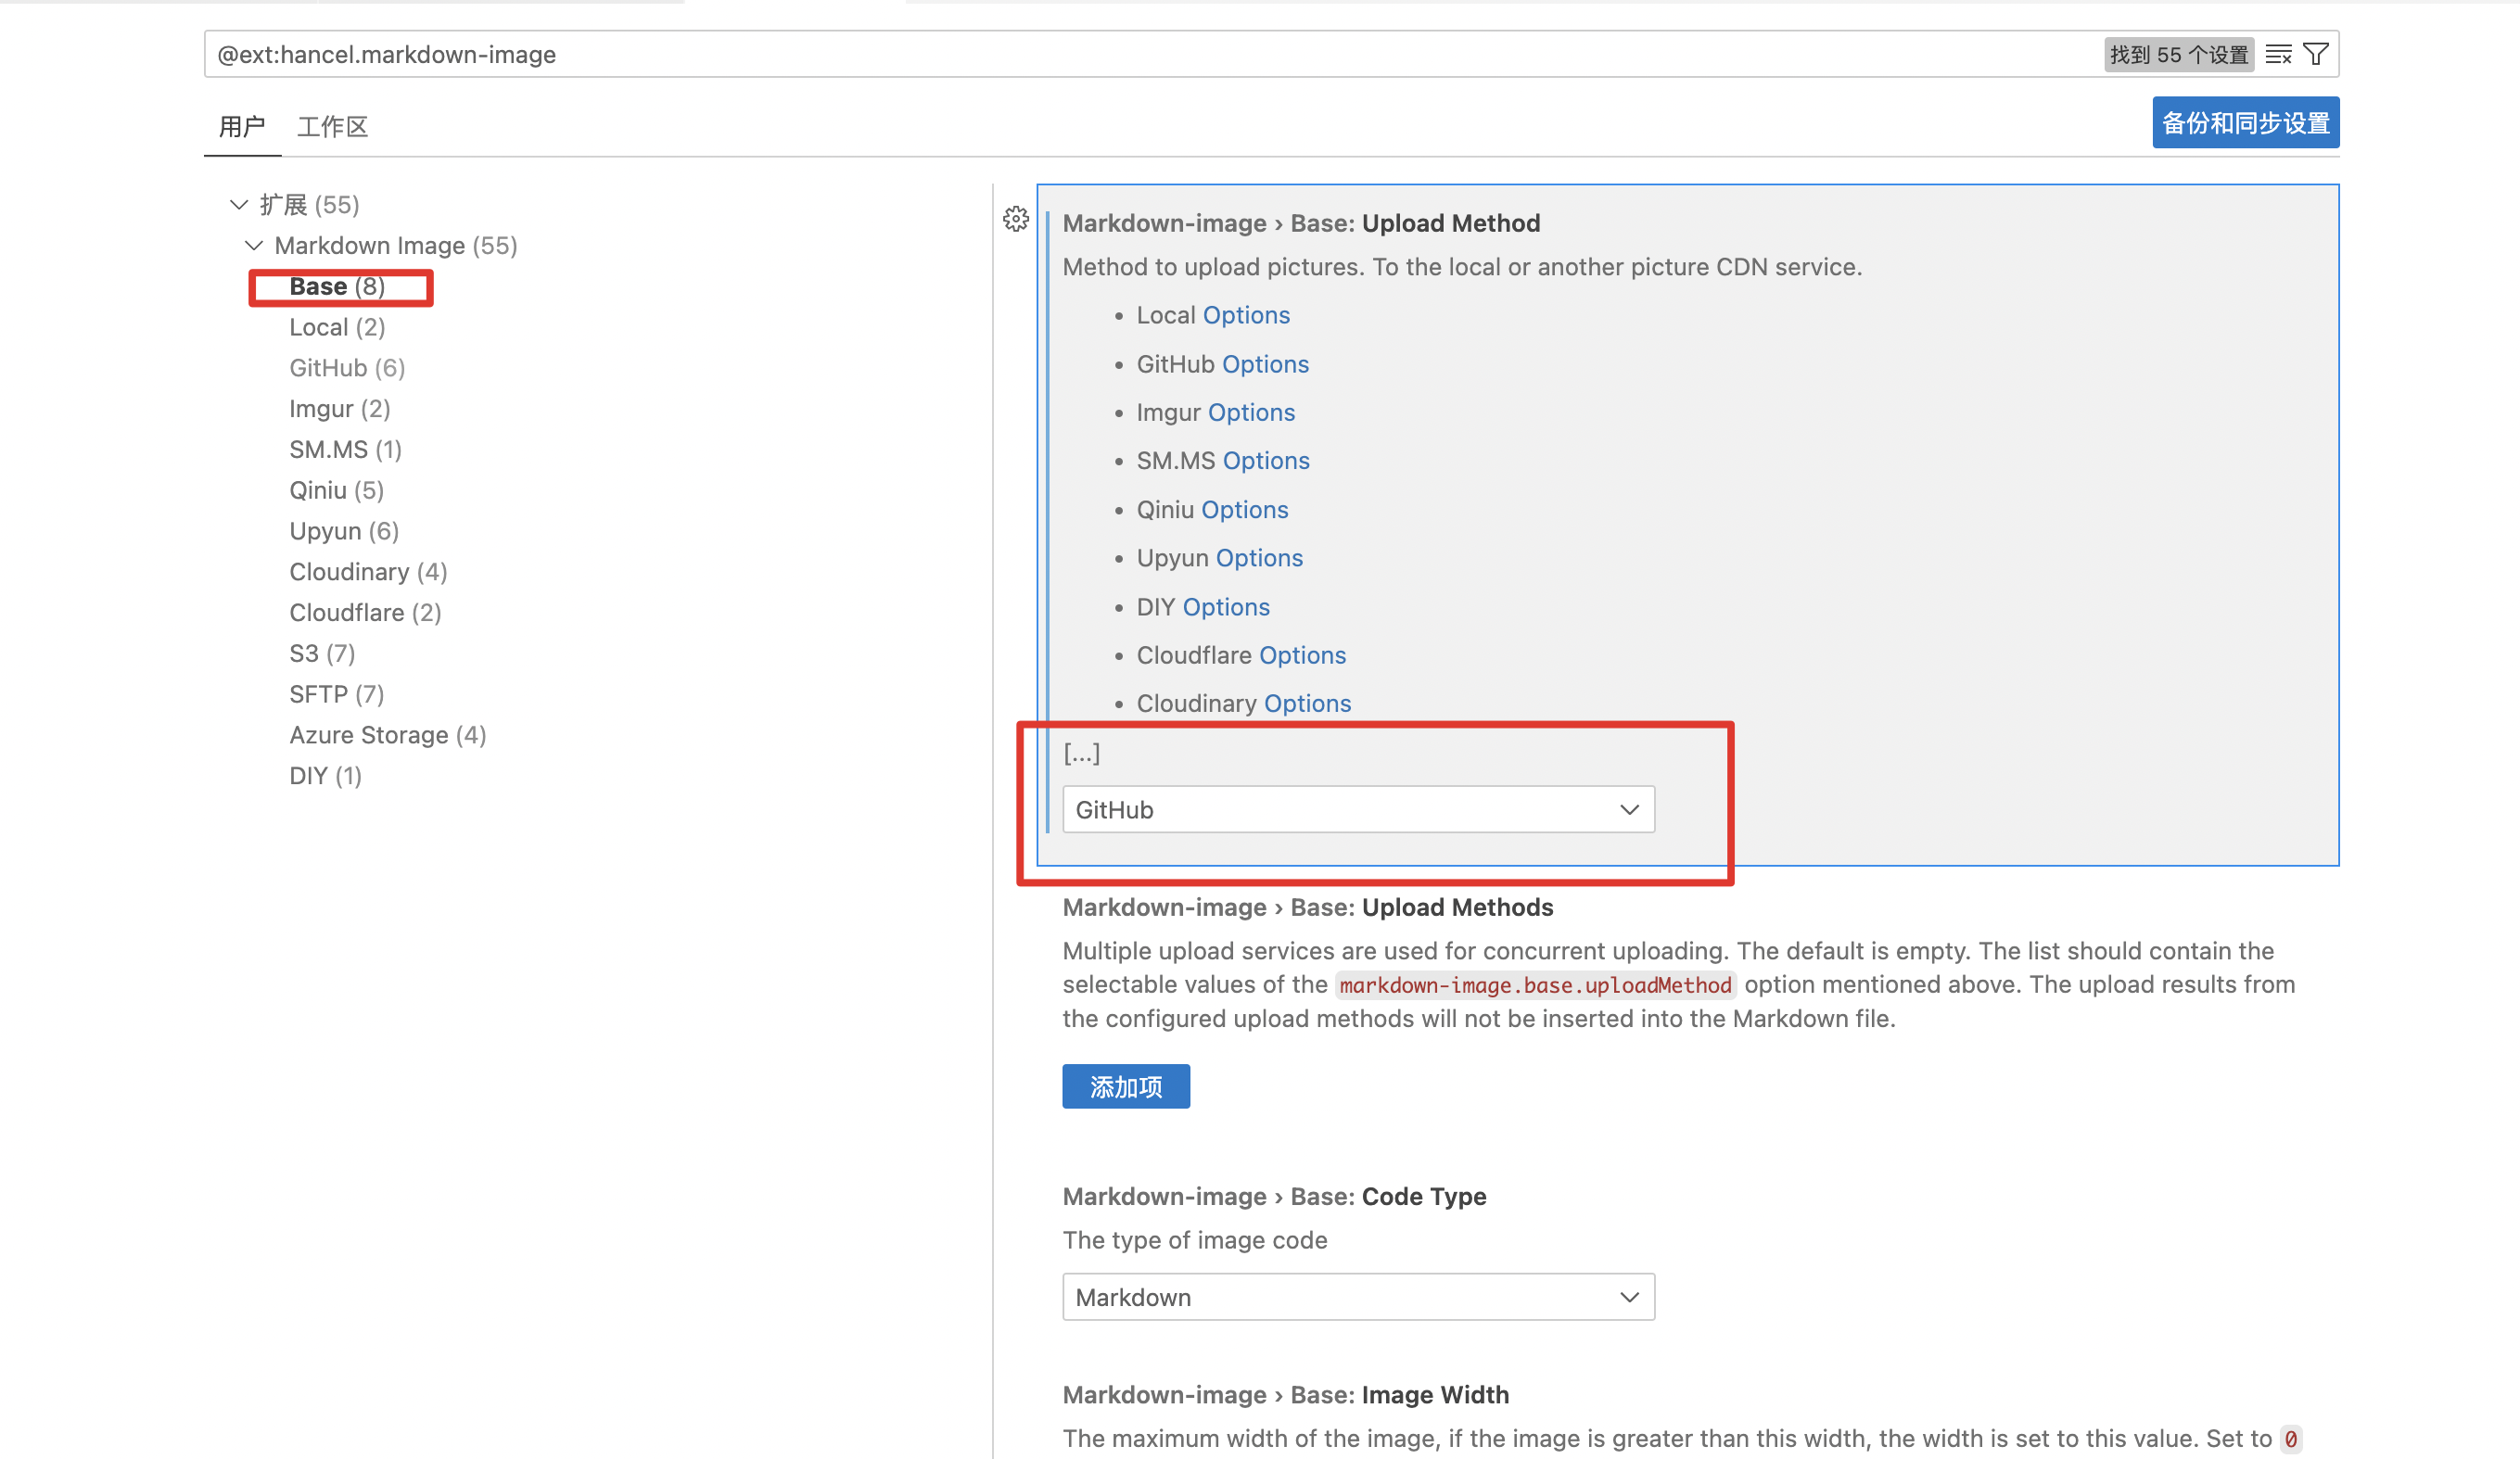 @ext:hancel.markdown-image
找到 55 个设置
用户 工作区
备份和同步设置
扩展 (55)
Markdown Image (55)
Base (8)
Local (2)
GitHub (6)
Imgur (2)
SM.MS (1)
Qiniu (5)
Upyun (6)
Cloudinary (4)
Cloudflare (2)
S3 (7)
SFTP (7)
Azure Storage (4)
DIY (1)
Markdown-image › Base: Upload Method
Method to upload pictures. To the local or another picture CDN service.
• Local Options
• GitHub Options
• Imgur Options
• SM.MS Options
• Qiniu Options
• Upyun Options
• DIY Options
• Cloudflare Options
• Cloudinary Options
[...]
GitHub
Markdown-image › Base: Upload Methods
Multiple upload services are used for concurrent uploading. The default is empty. The list should contain the
selectable values of the markdown-image.base.uploadMethod option mentioned above. The upload results from
the configured upload methods will not be inserted into the Markdown file.
添加项
Markdown-image › Base: Code Type
The type of image code
Markdown
Markdown-image › Base: Image Width
The maximum width of the image, if the image is greater than this width, the width is set to this value. Set to 0